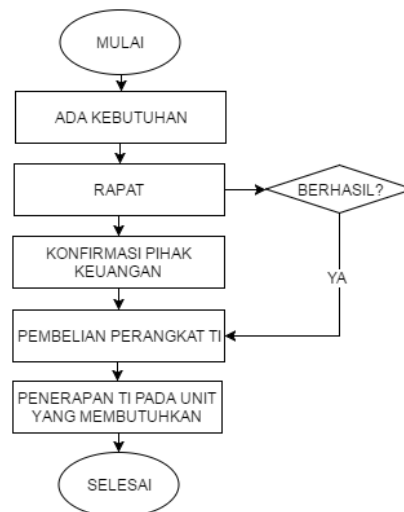 MULAI
ADA KEBUTUHAN
RAPAT
BERHASIL?
KONFIRMASI PIHAK
KEUANGAN
YA
PEMBELIAN PERANGKAT TI
PENERAPAN TI PADA UNIT
YANG MEMBUTUHKAN
SELESAI